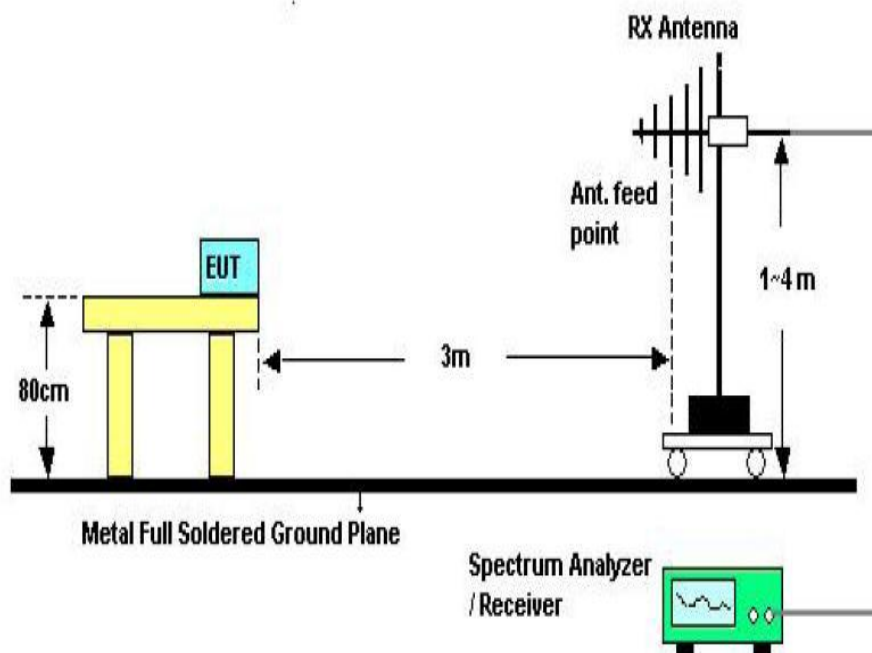 RX Antenna
Ant. feed
point
EUT
1~4 m
3m
80cm
Metal Full Soldered Ground Plane
Spectrum Analyzer
/ Receiver